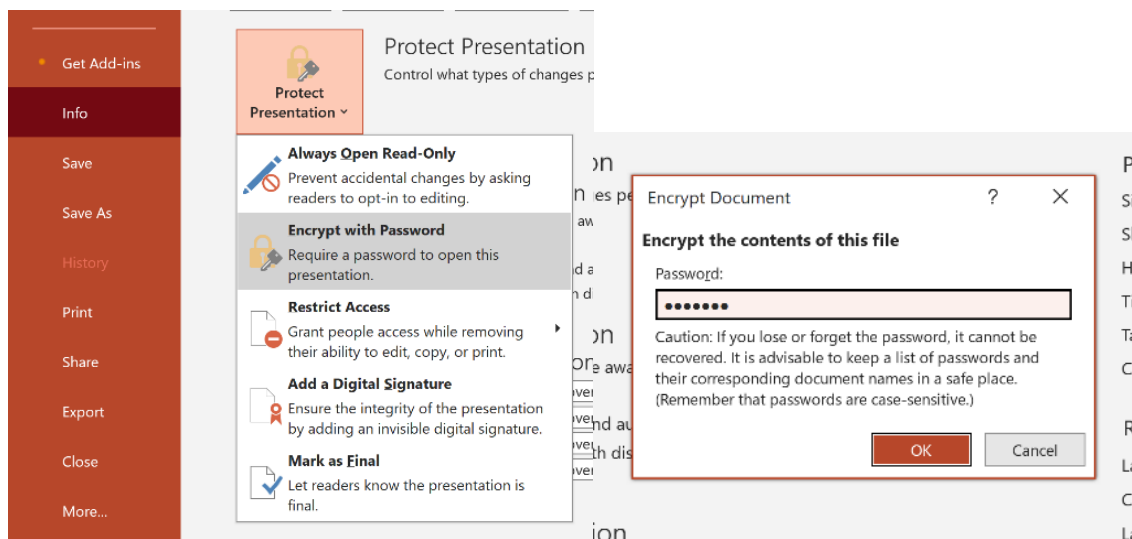 Get Add-ins
Info
Save
Save As
History
Print
Share
Export
Close
More...
Protect
Presentation
Protect Presentation
Control what types of changes p
Always Open Read-Only
Prevent accidental changes by asking
readers to opt-in to editing.
Encrypt with Password
Require a password to open this
presentation.
Restrict Access
Grant people access while removing
their ability to edit, copy, or print.
Add a Digital Signature
Ensure the integrity of the presentation
by adding an invisible digital signature.
Mark as Final
Let readers know the presentation is
final.
Encrypt Document
?
Encrypt the contents of this file
Password:
Caution: If you lose or forget the password, it cannot be
recovered. It is advisable to keep a list of passwords and
their corresponding document names in a safe place.
(Remember that passwords are case-sensitive.)
OK
Cancel